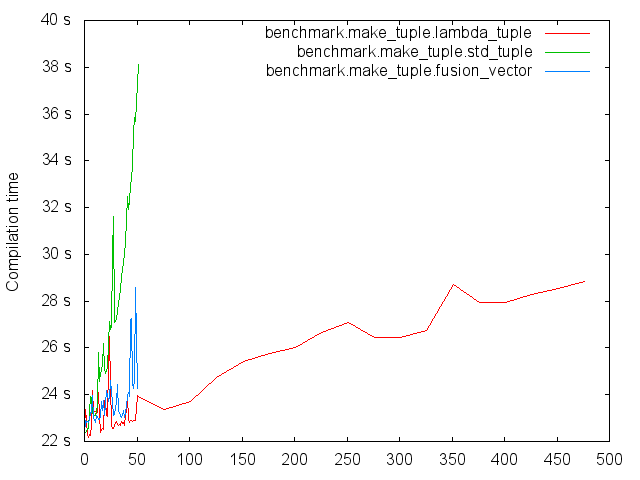 40 s
38 s
36 s
34 s
32 s
30 s
28 s
26 s
24 s
22 s
Compilation time
benchmark.make_tuple.lambda_tuple
benchmark.make_tuple.std_tuple
benchmark.make_tuple.fusion_vector
0 50 100 150 200 250 300 350 400 450 500